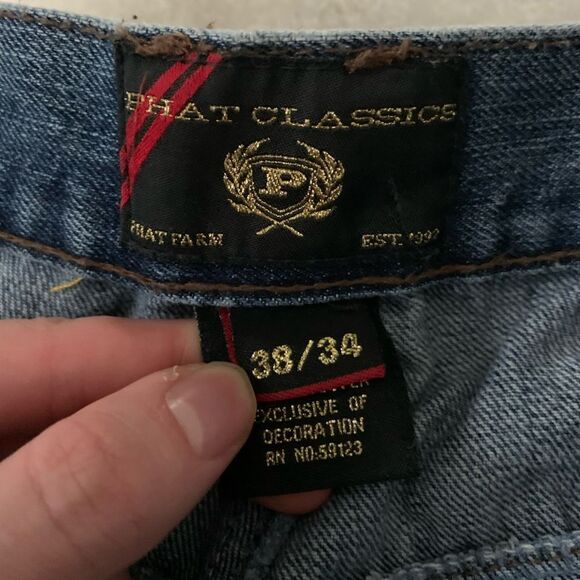 PHAT CLASSICS
P
PHAT FARM EST. 1992
38/34
EXCLUSIVE OF
DECORATION
RN NO.59123